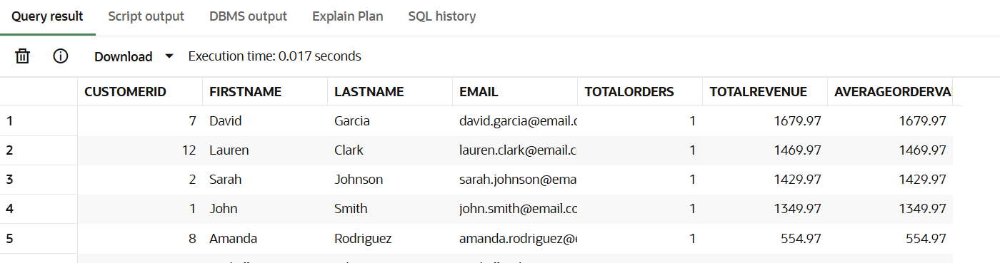 Query result Script output DBMS output Explain Plan SQL history
Download Execution time: 0.017 seconds
CUSTOMERID FIRSTNAME LASTNAME EMAIL TOTALORDERS TOTALREVENUE AVERAGEORDERVA
1 7 David Garcia david.garcia@email.c 1 1679.97 1679.97
2 12 Lauren Clark lauren.clark@email.c 1 1469.97 1469.97
3 2 Sarah Johnson sarah.johnson@ema 1 1429.97 1429.97
4 1 John Smith john.smith@email.co 1 1349.97 1349.97
5 8 Amanda Rodriguez amanda.rodriguez@ 1 554.97 554.97